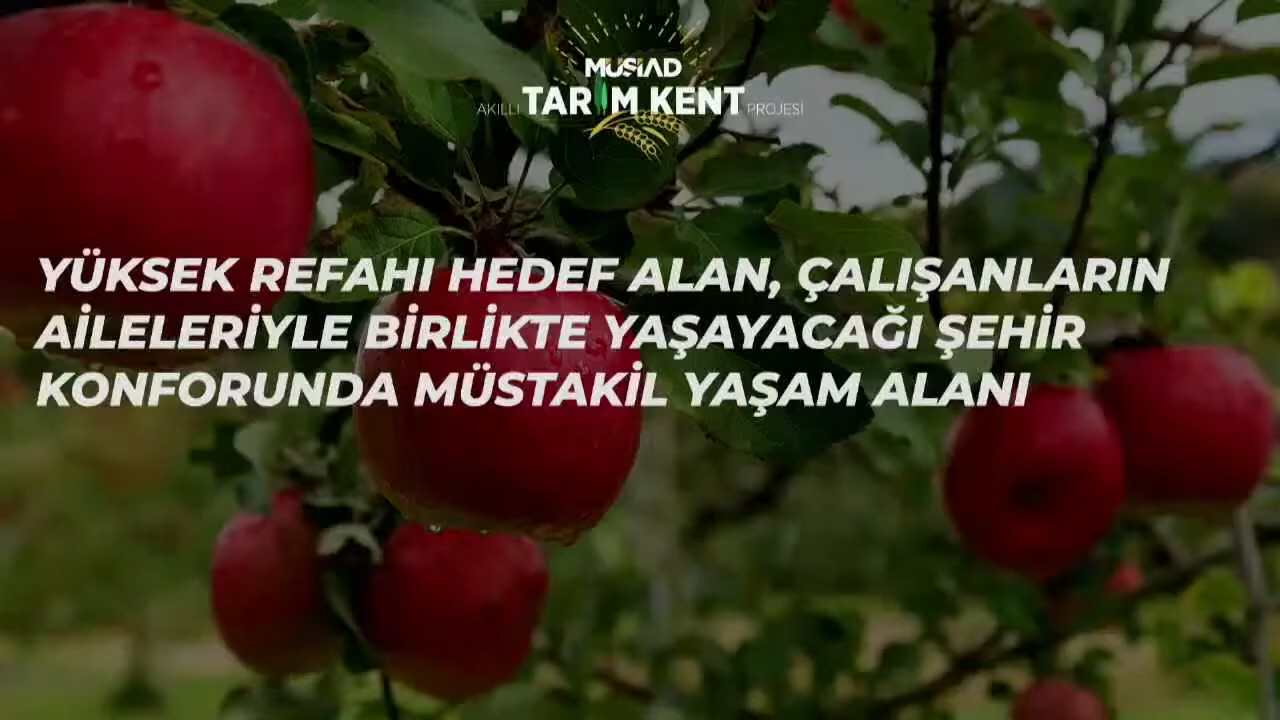 MÜSİAD
AKILLI TARIM KENT PROJESİ
YÜKSEK REFAHI HEDEF ALAN, ÇALIŞANLARIN
AİLELERİYLE BİRLİKTE YAŞAYACAĞI ŞEHİR
KONFORUNDA MÜSTAKİL YAŞAM ALANI